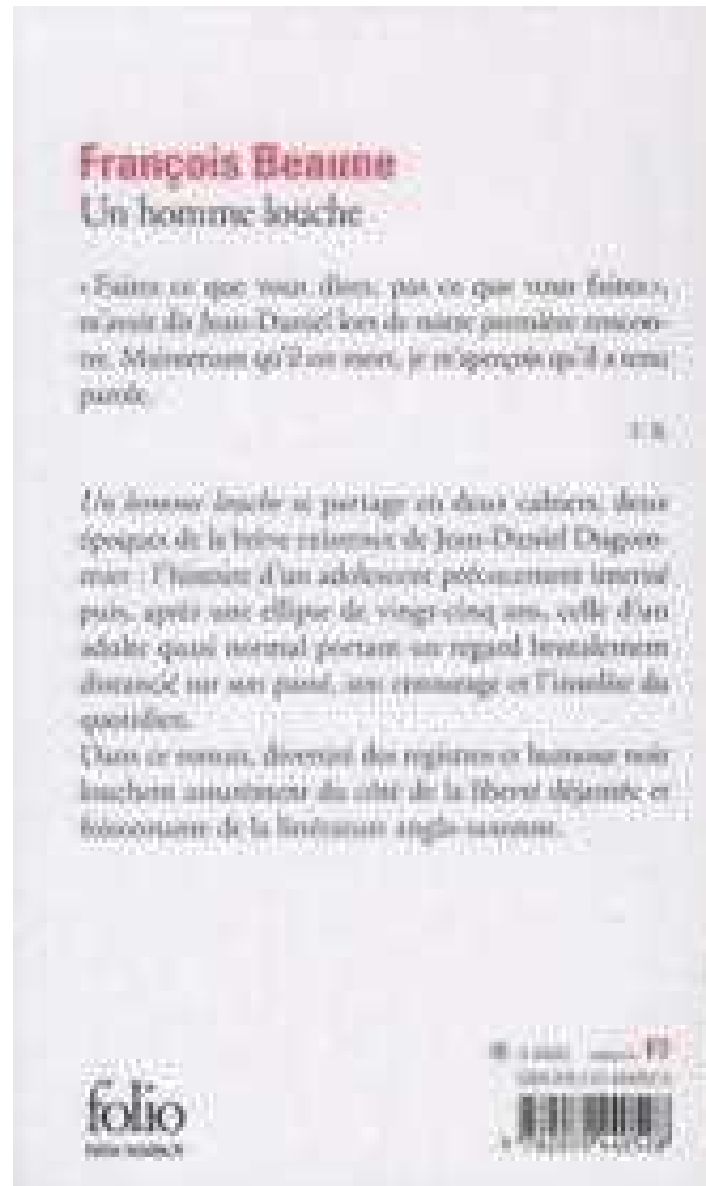 François Beaune
Un homme louche
« Faites ce que vous dites, pas ce que vous faites »,
m'avait dit Jean-Daniel lors de notre première rencon-
tre. Maintenant qu'il est mort, je m'aperçois qu'il a tenu
parole.
Un homme louche se partage en deux cahiers, deux
époques de la brève existence de Jean-Daniel Dugom-
mier : l'histoire d'un adolescent précocement interné
puis, après une ellipse de vingt-cinq ans, celle d'un
adulte quasi normal portant un regard brutalement
distancié sur son passé, son entourage et l'insolite du
quotidien.
Dans ce roman, diversité des registres et humour noir
louchent assurément du côté de la liberté déjantée et
foisonnante de la littérature anglo-saxonne.
folio